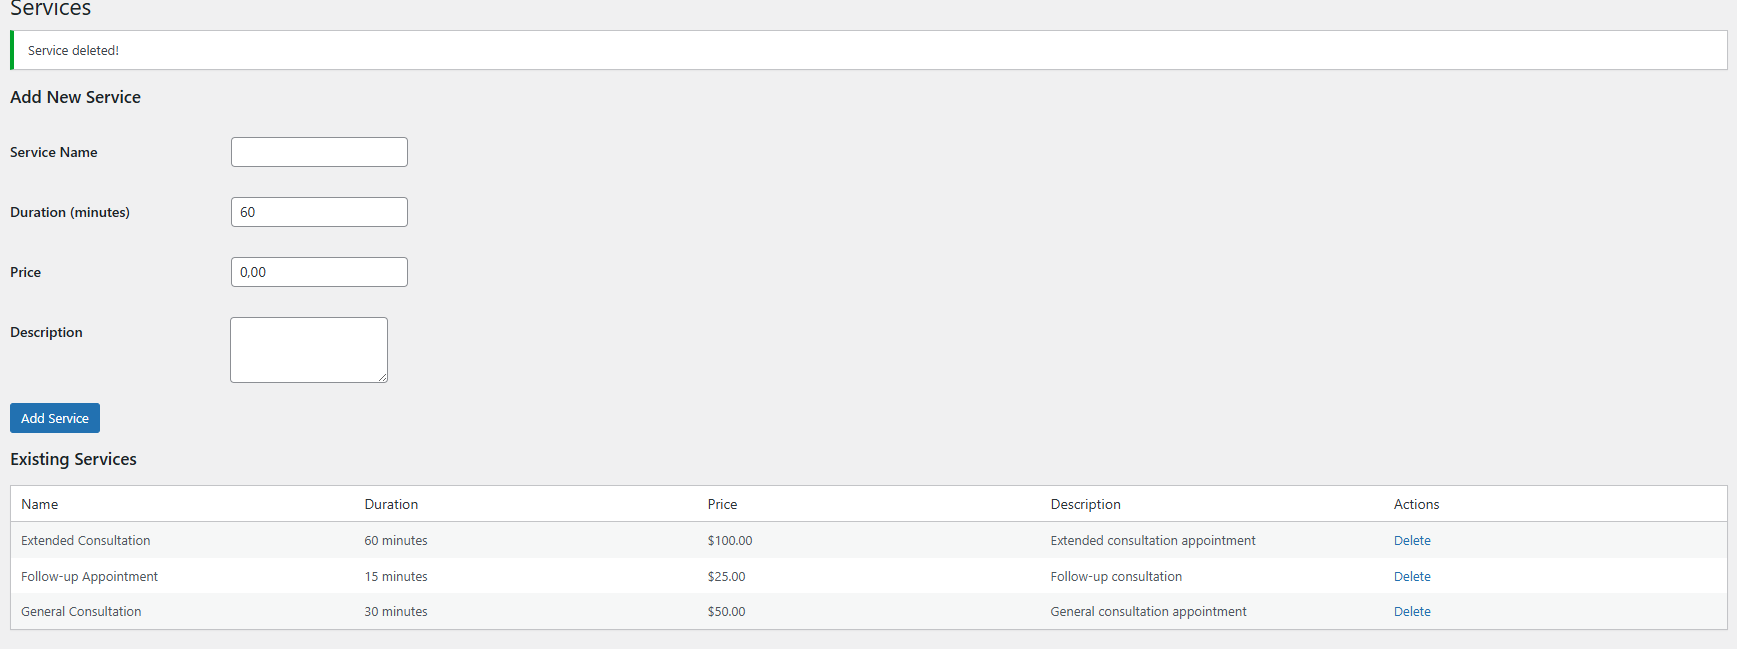 Services
Service deleted!
Add New Service
Service Name
Duration (minutes) 60
Price 0,00
Description
Add Service
Existing Services
Name Duration Price Description Actions
Extended Consultation 60 minutes $100.00 Extended consultation appointment Delete
Follow-up Appointment 15 minutes $25.00 Follow-up consultation Delete
General Consultation 30 minutes $50.00 General consultation appointment Delete